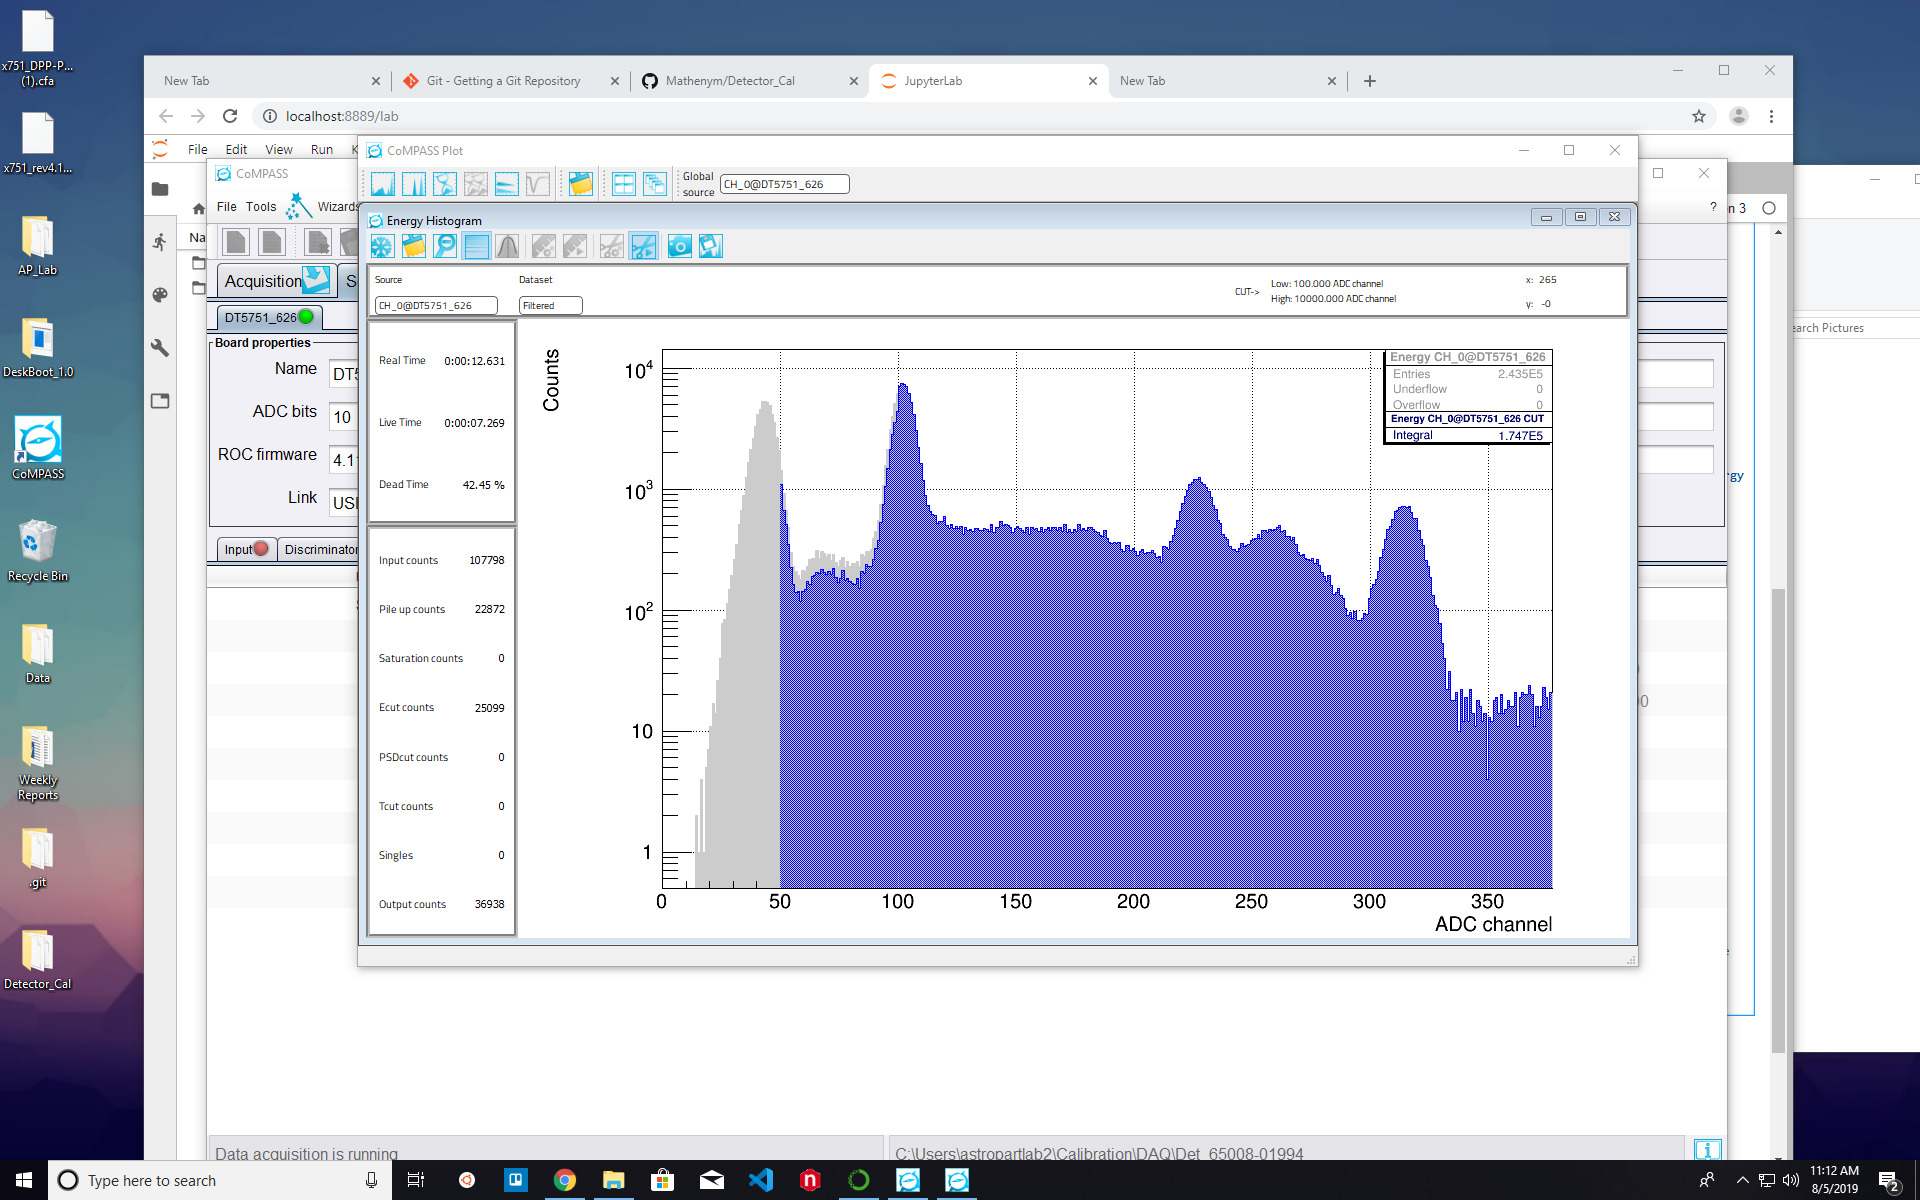 x751_DPP-P...
(1).cfa
x751_rev4.1...
AP_Lab
DeskBoot_1.0
CoMPASS
Recycle Bin
Data
Weekly
Reports
.git
Detector_Cal
New Tab
Git - Getting a Git Repository
Mathenym/Detector_Cal
JupyterLab
New Tab
localhost:8889/lab
File Edit View Run
CoMPASS
File Tools Wizards
?
n 3
Na
Acquisition
DT5751_626
Board properties
Name
ADC bits 10
ROC firmware
Link
Input Discriminator
CoMPASS Plot
Global
source
CH_0@DT5751_626
Energy Histogram
Source
CH_0@DT5751_626
Dataset
Filtered
CUT->
Low: 100.000 ADC channel
High: 10000.000 ADC channel
x: 265
y: -0
Real Time 0:00:12.631
Live Time 0:00:07.269
Dead Time 42.45 %
Input counts 107798
Pile up counts 22872
Saturation counts 0
Ecut counts 25099
PSDcut counts 0
Tcut counts 0
Singles 0
Output counts 36938
Counts
10^4
10^3
10^2
10
1
0 50 100 150 200 250 300 350
ADC channel
Energy CH_0@DT5751_626
Entries 2.435E5
Underflow 0
Overflow 0
Energy CH_0@DT5751_626 CUT
Integral 1.747E5
earch Pictures
Data acquisition is running
C:\Users\astropartlab2\Calibration\DAQ\Det_65008-01994
Type here to search
11:12 AM
8/5/2019
2